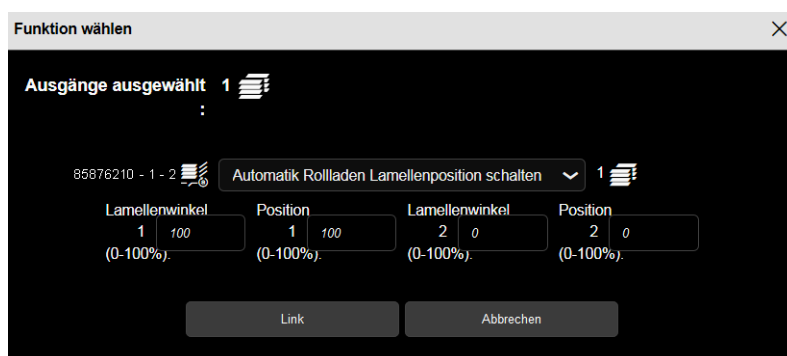 Funktion wählen
Ausgänge ausgewählt 1
:
85876210 - 1 - 2 Automatik Rollladen Lamellenposition schalten 1
Lamellenwinkel Position Lamellenwinkel Position
1 100 1 100 2 0 2 0
(0-100%): (0-100%): (0-100%): (0-100%):
Link Abbrechen